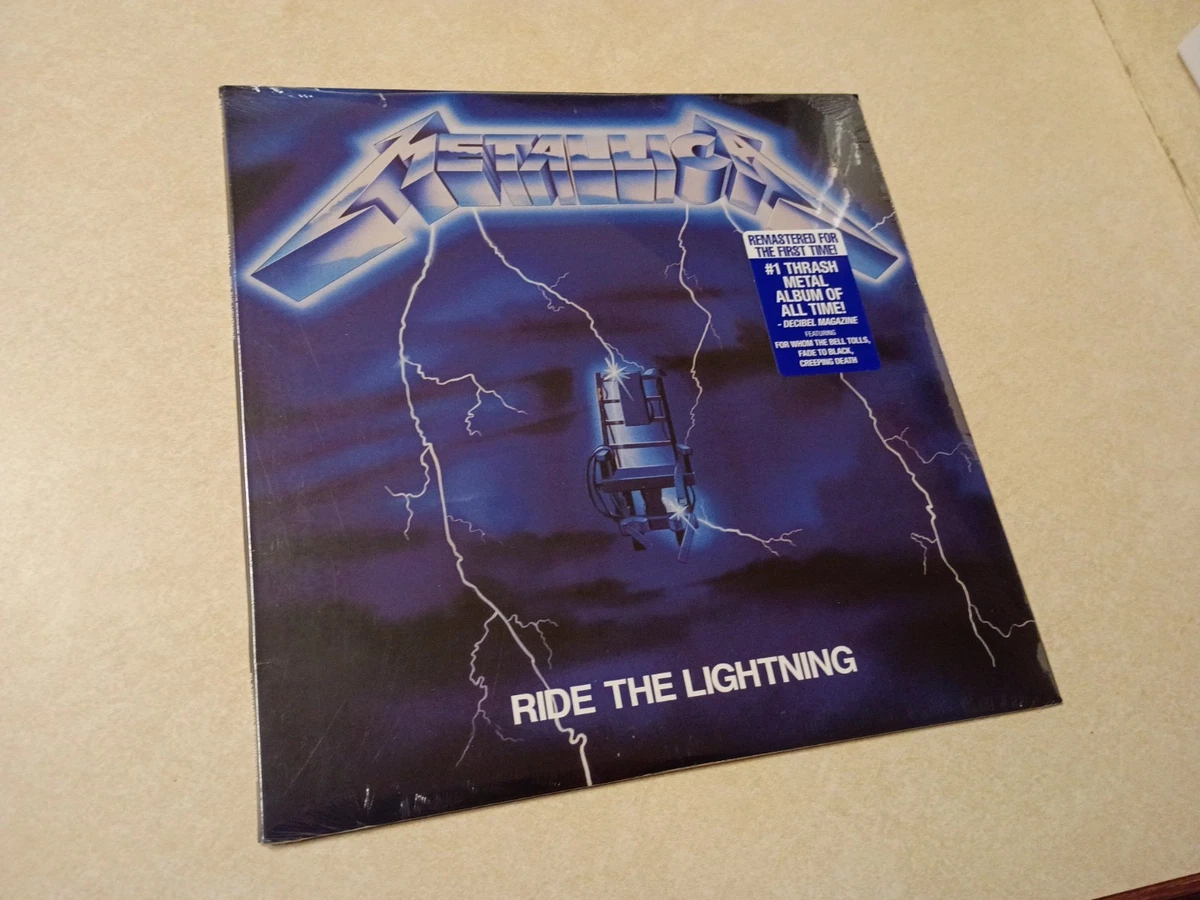 METALLICA
REMASTERED FOR
THE FIRST TIME!
#1 THRASH
METAL
ALBUM OF
ALL TIME!
- DECIBEL MAGAZINE
FEATURING
FOR WHOM THE BELL TOLLS,
FADE TO BLACK,
CREEPING DEATH
RIDE THE LIGHTNING